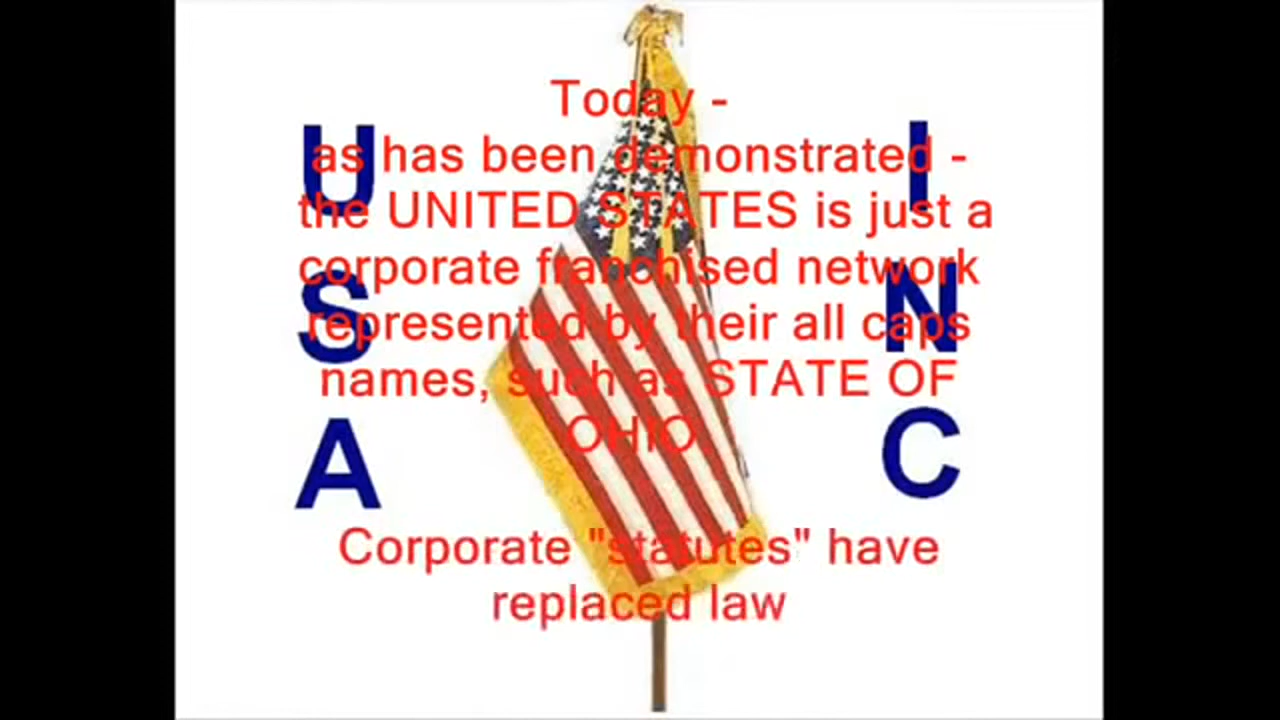 Today -
as has been demonstrated -
the UNITED STATES is just a
corporate franchised network
represented by their all caps
names, such as STATE OF
OHIO
Corporate "statutes" have
replaced law
U
S
A
I
N
C